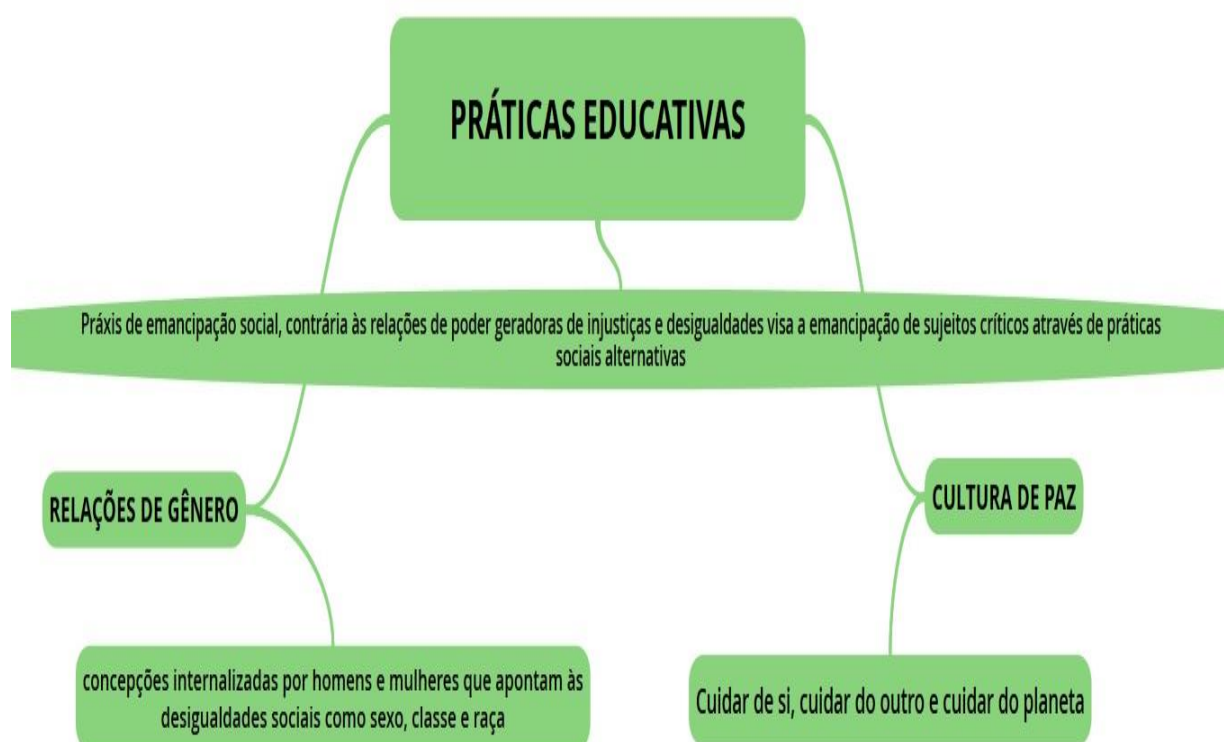 PRÁTICAS EDUCATIVAS
Práxis de emancipação social, contrária às relações de poder geradoras de injustiças e desigualdades visa a emancipação de sujeitos críticos através de práticas
sociais alternativas
RELAÇÕES DE GÊNERO
CULTURA DE PAZ
concepções internalizadas por homens e mulheres que apontam às
desigualdades sociais como sexo, classe e raça
Cuidar de si, cuidar do outro e cuidar do planeta